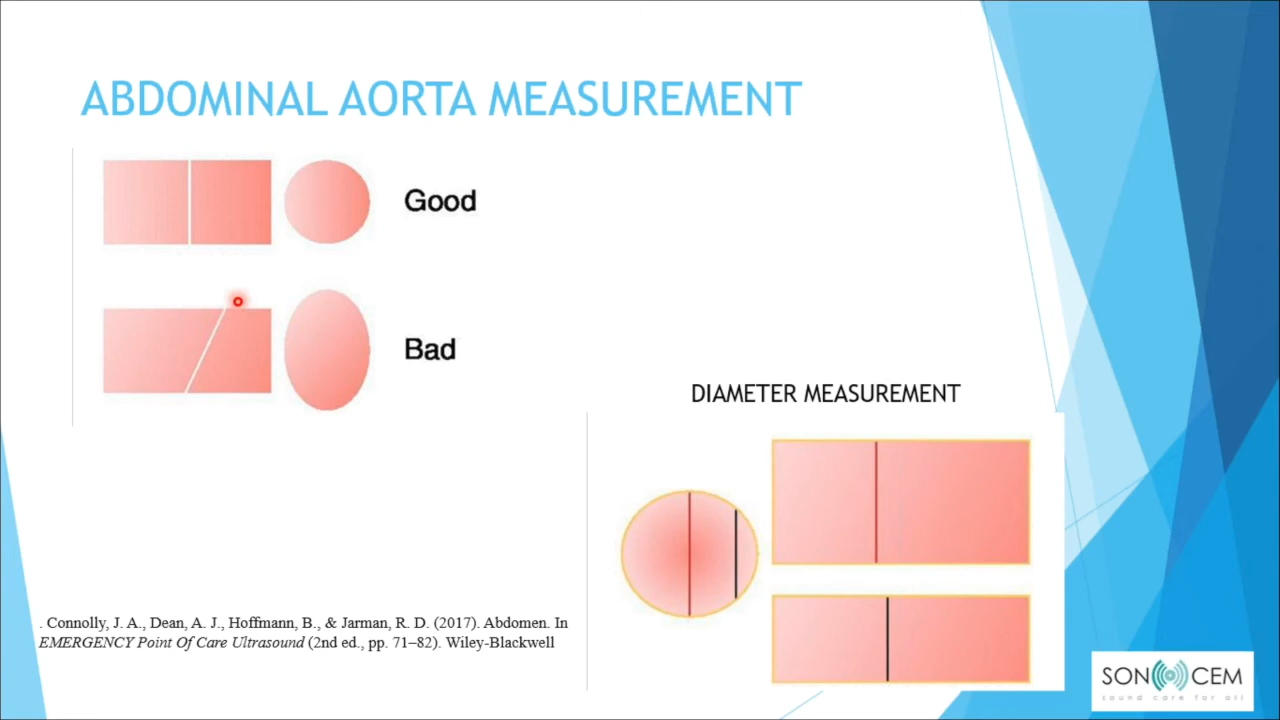 ABDOMINAL AORTA MEASUREMENT
Good
Bad
DIAMETER MEASUREMENT
. Connolly, J. A., Dean, A. J., Hoffmann, B., & Jarman, R. D. (2017). Abdomen. In
EMERGENCY Point Of Care Ultrasound (2nd ed., pp. 71–82). Wiley-Blackwell
SON CEM
sound care for all